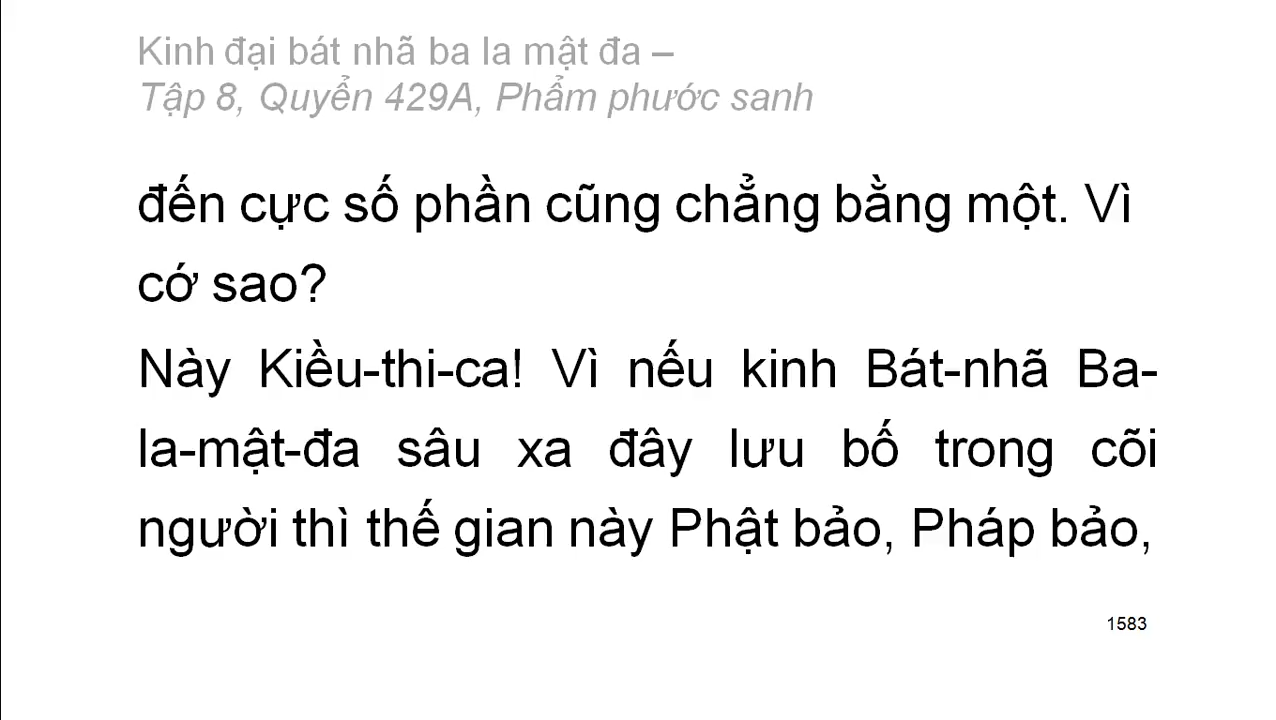 Kinh đại bát nhã ba la mật đa –
Tập 8, Quyển 429A, Phẩm phước sanh
đến cực số phần cũng chẳng bằng một. Vì
cớ sao?
Này Kiều-thi-ca! Vì nếu kinh Bát-nhã Ba-
la-mật-đa sâu xa đây lưu bố trong cõi
người thì thế gian này Phật bảo, Pháp bảo,
1583